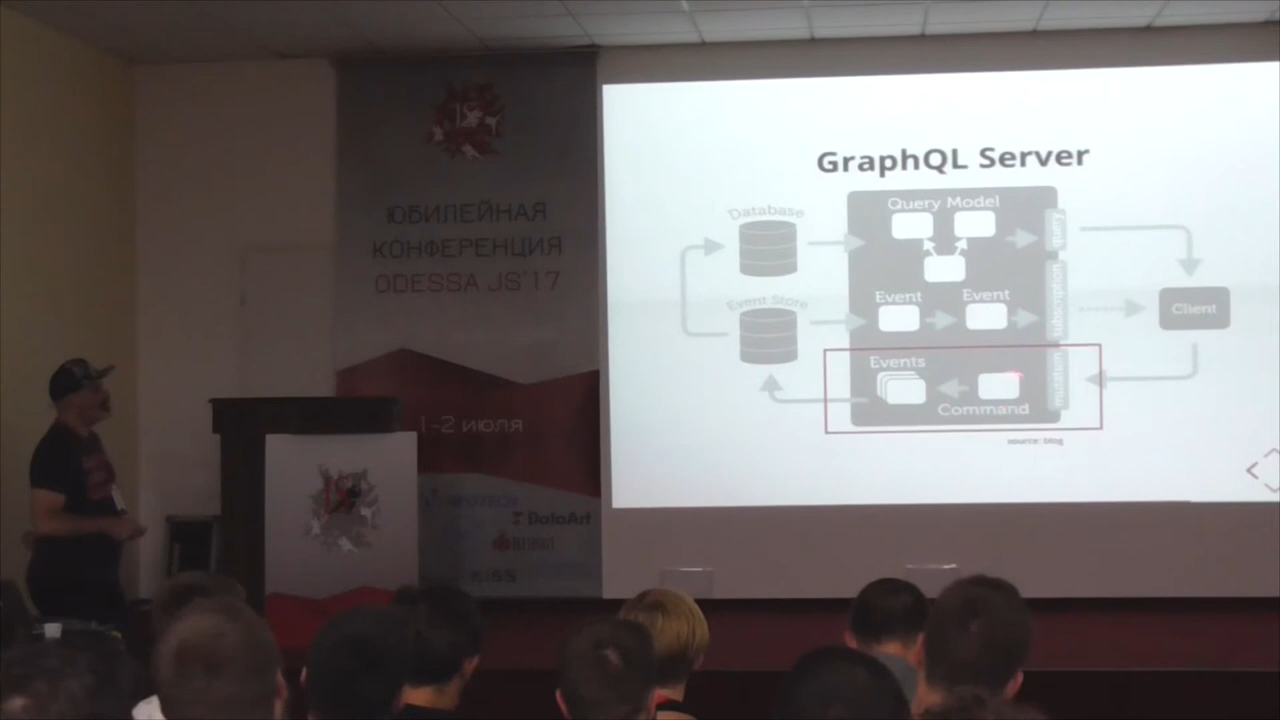 JS
ЮБИЛЕЙНАЯ
КОНФЕРЕНЦИЯ
ODESSA JS'17
1-2 июля
DataArt
GraphQL Server
Database
Query Model
query
Event Store
Event
Event
subscription
Client
Events
Command
mutation
source: blog